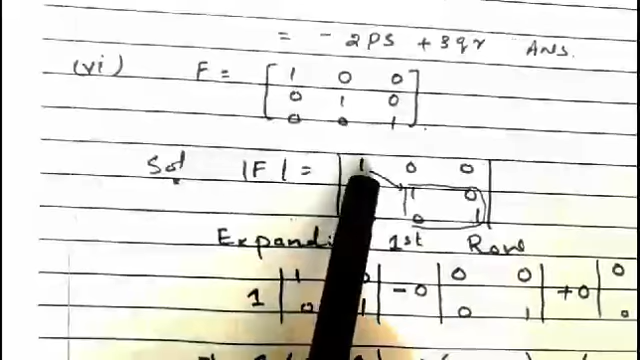 = - 2ps + 3qr Ans.
(vi) F = [ 1 0 0
0 1 0
0 0 1 ]
Sol |F| = | 1 0 0
1 0
0 1 |
Expandi 1st Row
1 | 1 0 | - 0 | 0 0 | + 0 | 0
0 1 0 1 0